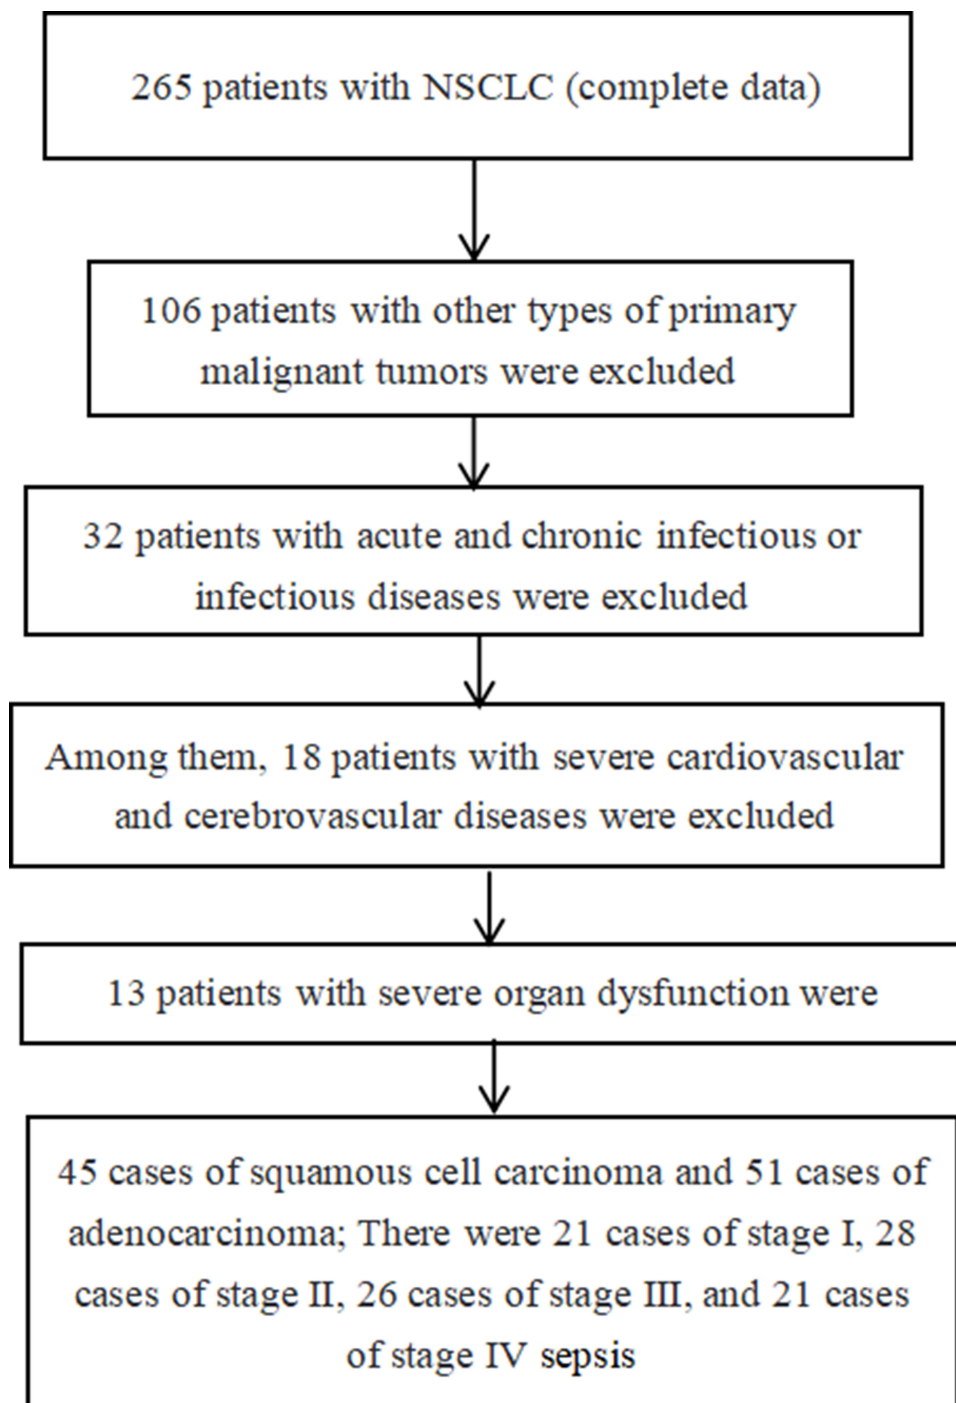 265 patients with NSCLC (complete data)
106 patients with other types of primary
malignant tumors were excluded
32 patients with acute and chronic infectious or
infectious diseases were excluded
Among them, 18 patients with severe cardiovascular
and cerebrovascular diseases were excluded
13 patients with severe organ dysfunction were
45 cases of squamous cell carcinoma and 51 cases of
adenocarcinoma; There were 21 cases of stage I, 28
cases of stage II, 26 cases of stage III, and 21 cases
of stage IV sepsis